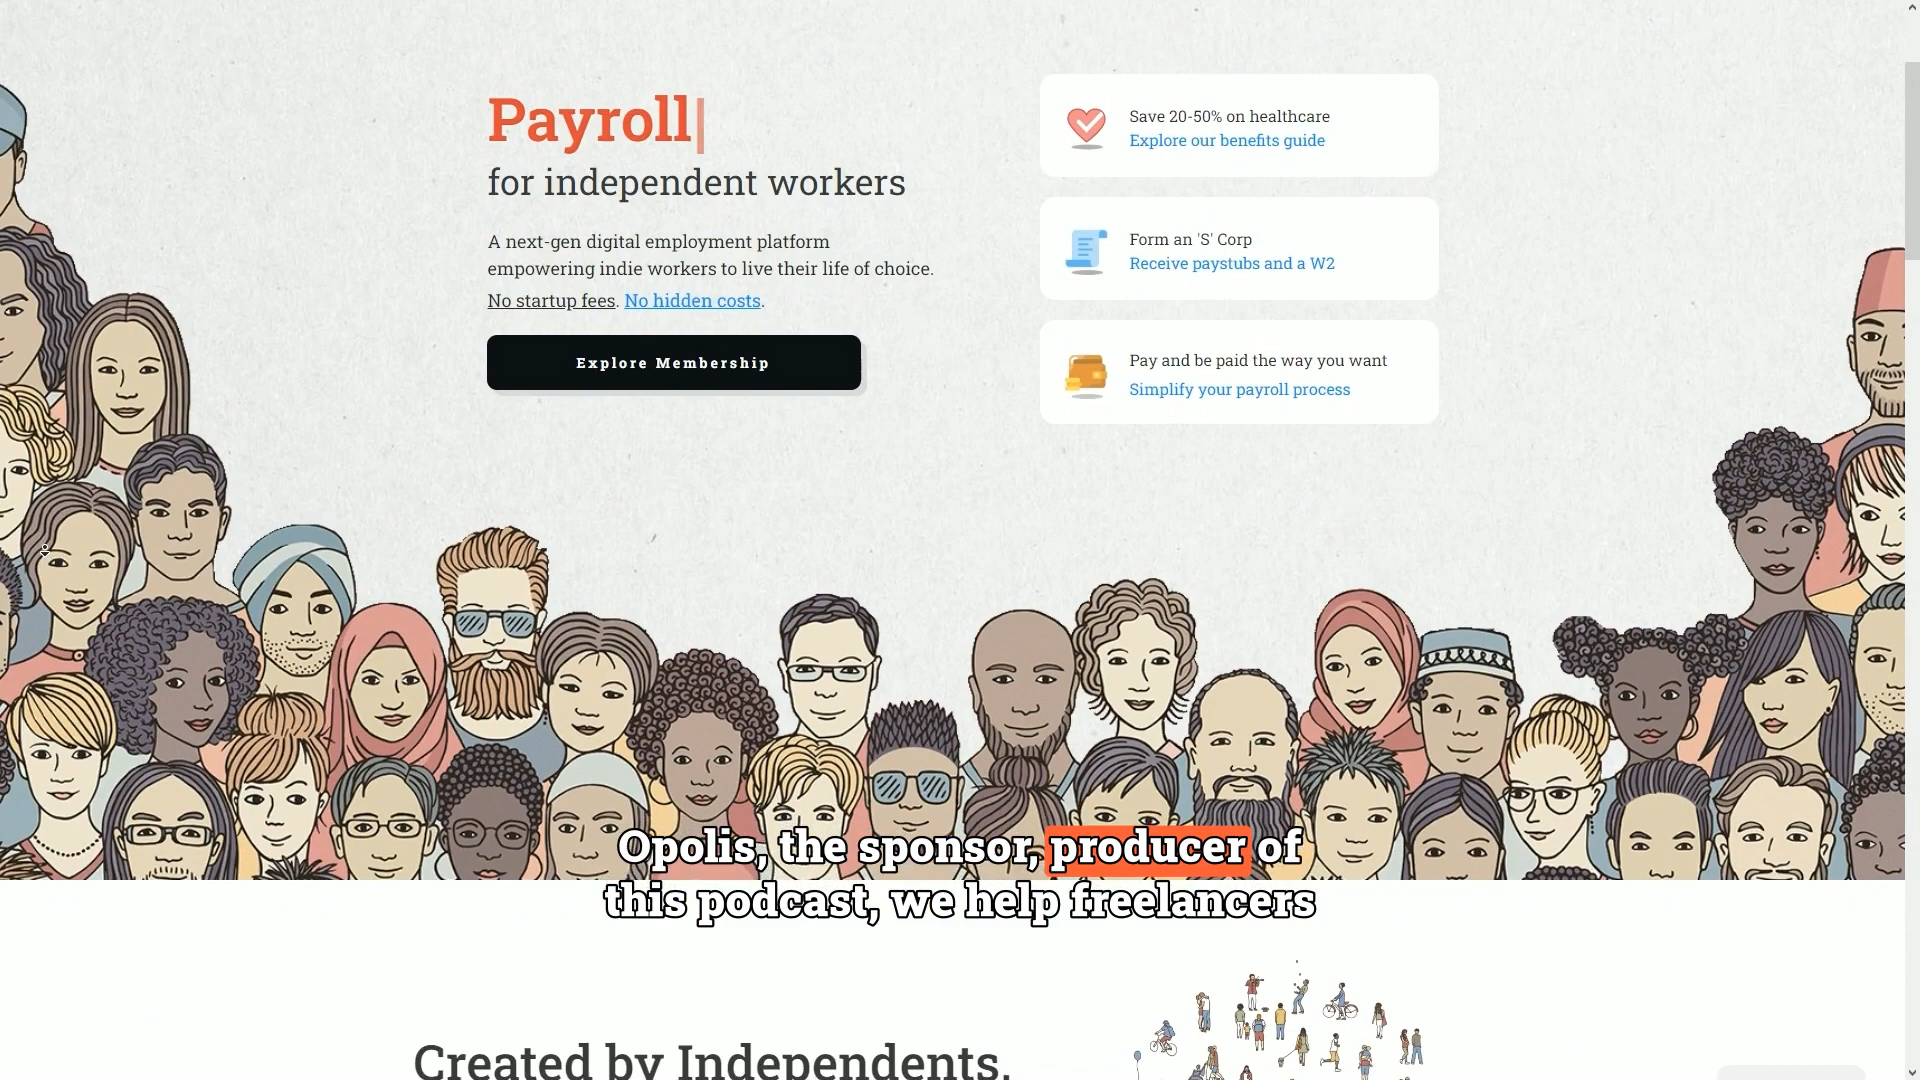 Payroll
for independent workers
A next-gen digital employment platform
empowering indie workers to live their life of choice.
No startup fees. No hidden costs.
Explore Membership
Save 20-50% on healthcare
Explore our benefits guide
Form an 'S' Corp
Receive paystubs and a W2
Pay and be paid the way you want
Simplify your payroll process
Opolis, the sponsor, producer of
this podcast, we help freelancers
Created by Independents,